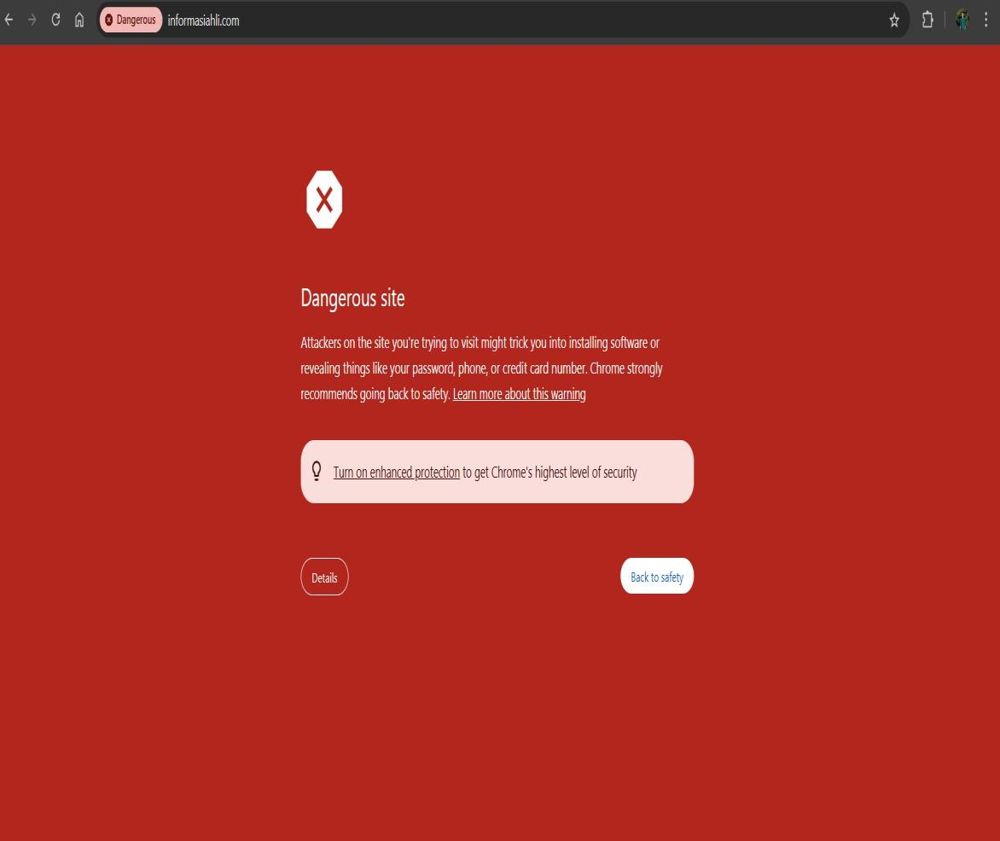 Dangerous informasiahli.com
Dangerous site
Attackers on the site you're trying to visit might trick you into installing software or
revealing things like your password, phone, or credit card number. Chrome strongly
recommends going back to safety. Learn more about this warning
Turn on enhanced protection to get Chrome's highest level of security
Details
Back to safety